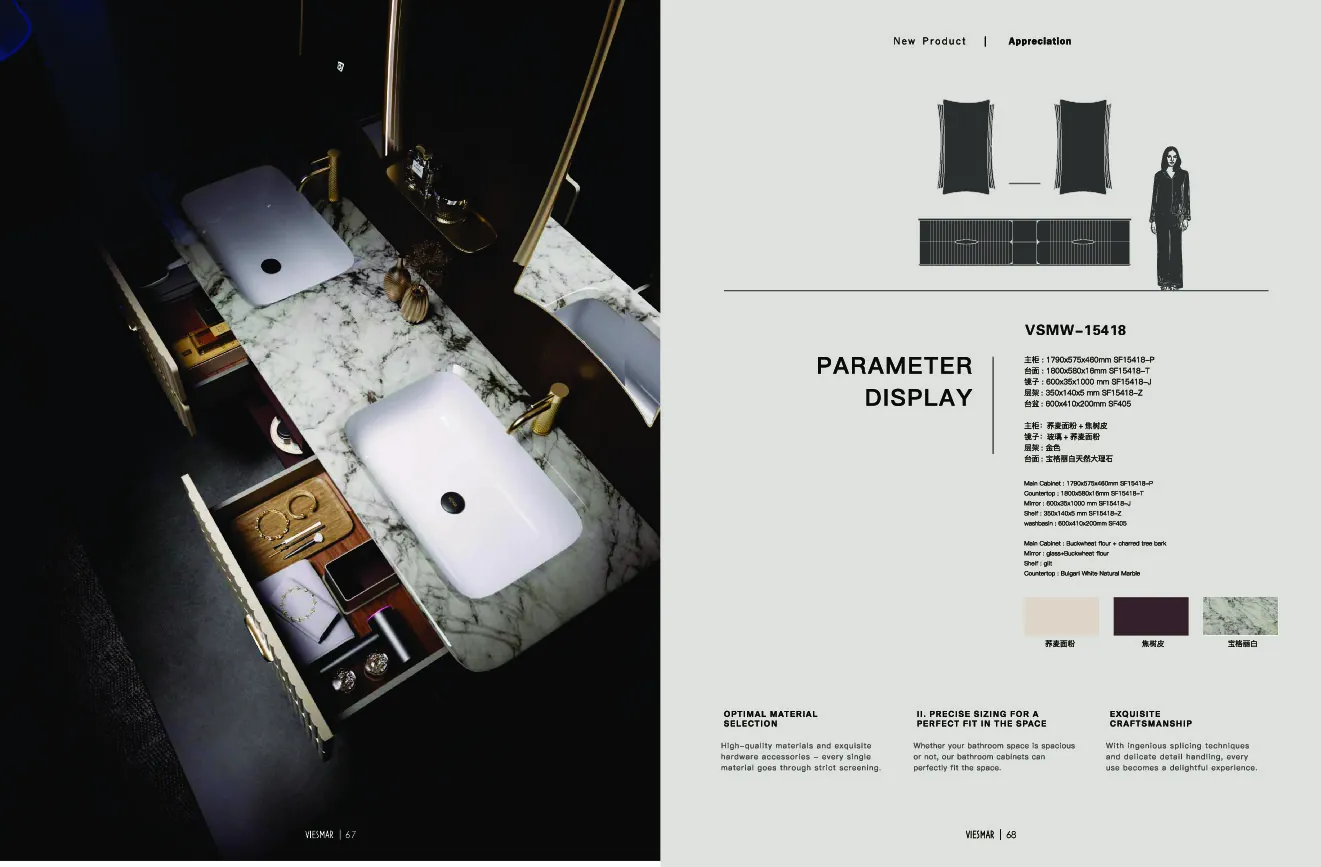 New Product | Appreciation
VSMW-15418
PARAMETER
DISPLAY
主柜 : 1790x575x460mm SF15418-P
台面 : 1800x580x16mm SF15418-T
镜子 : 600x35x1000 mm SF15418-J
层架 : 350x140x5 mm SF15418-Z
台盆 : 600x410x200mm SF405
主柜：荞麦面粉 + 焦树皮
镜子：玻璃 + 荞麦面粉
层架 : 金色
台面 : 宝格丽白天然大理石
Main Cabinet : 1790x575x460mm SF15418-P
Countertop : 1800x580x16mm SF15418-T
Mirror : 600x35x1000 mm SF15418-J
Shelf : 350x140x5 mm SF15418-Z
washbasin : 600x410x200mm SF405
Main Cabinet : Buckwheat flour + charred tree bark
Mirror : glass+Buckwheat flour
Shelf : gilt
Countertop : Bulgari White Natural Marble
荞麦面粉
焦树皮
宝格丽白
OPTIMAL MATERIAL
SELECTION
High-quality materials and exquisite
hardware accessories - every single
material goes through strict screening.
II. PRECISE SIZING FOR A
PERFECT FIT IN THE SPACE
Whether your bathroom space is spacious
or not, our bathroom cabinets can
perfectly fit the space.
EXQUISITE
CRAFTSMANSHIP
With ingenious splicing techniques
and delicate detail handling, every
use becomes a delightful experience.
VIESMAR | 67
VIESMAR | 68